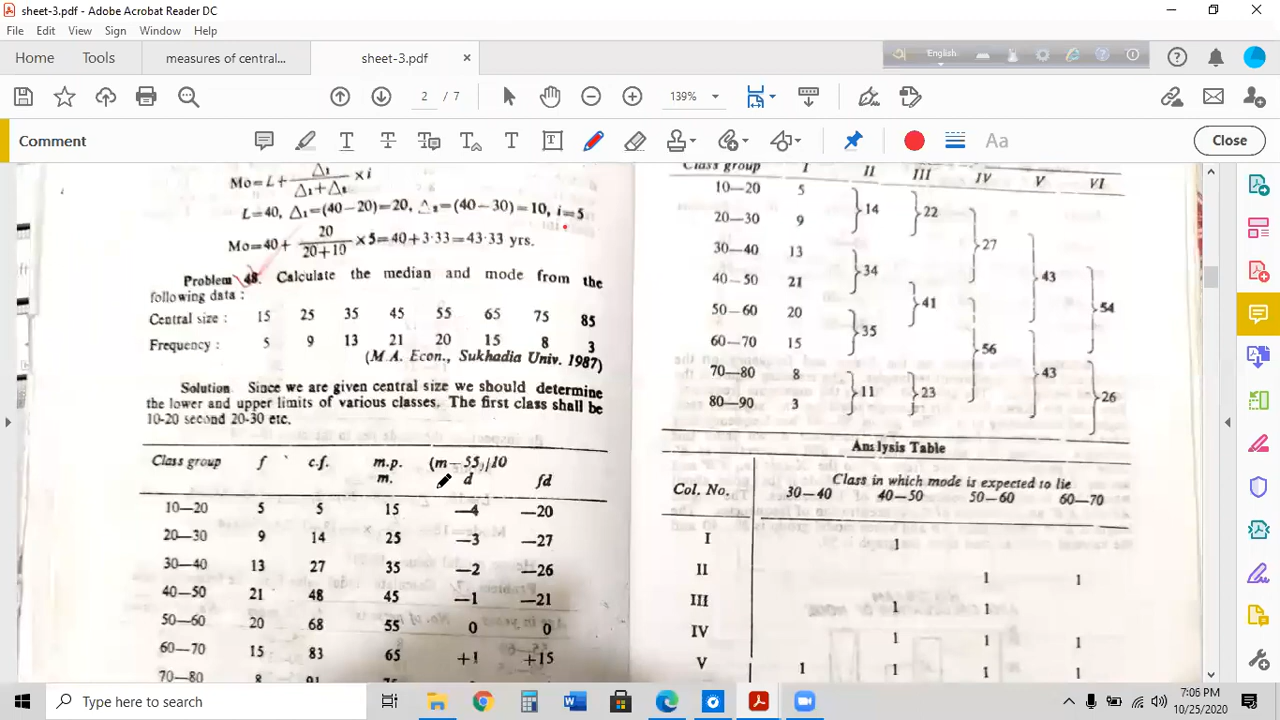 sheet-3.pdf - Adobe Acrobat Reader DC
File Edit View Sign Window Help
Home Tools measures of central... sheet-3.pdf × English
2 / 7 139%
Comment Close
Mo=L+ Δ₁/Δ₁+Δ₂ ×i
L=40, Δ₁=(40−20)=20, Δ₂=(40−30)=10, i=5
Mo=40+ 20/20+10 ×5=40+3·33=43·33 yrs.
Problem 48. Calculate the median and mode from the
following data :
Central size : 15 25 35 45 55 65 75 85
Frequency : 5 9 13 21 20 15 8 3
(M.A. Econ., Sukhadia Univ. 1987)
Solution. Since we are given central size we should determine
the lower and upper limits of various classes. The first class shall be
10-20 second 20-30 etc.
Class group f c.f. m.p. (m−55)/10
m. d fd
10—20 5 5 15 —4 —20
20—30 9 14 25 —3 —27
30—40 13 27 35 —2 —26
40—50 21 48 45 —1 —21
50—60 20 68 55 0 0
60—70 15 83 65 +1 +15
70—80 8 91
Class group I II III IV V VI
10—20 5
14 22
20—30 9
27
30—40 13
34 43
40—50 21
41 54
50—60 20
35
60—70 15
56
70—80 8
43
11 23 26
80—90 3
Analysis Table
Class in which mode is expected to lie
Col. No. 30—40 40—50 50—60 60—70
I 1
II 1 1
III 1 1
IV 1 1 1
V 1 1 1 1
Type here to search
7:06 PM
10/25/2020